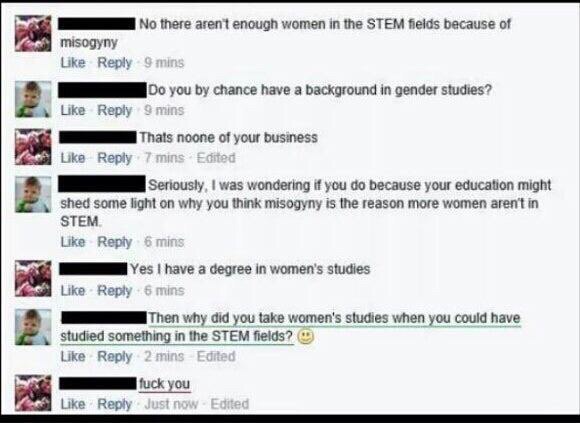 No there aren't enough women in the STEM fields because of
misogyny
Like · Reply · 9 mins
Do you by chance have a background in gender studies?
Like · Reply · 9 mins
Thats noone of your business
Like · Reply · 7 mins · Edited
Seriously, I was wondering if you do because your education might
shed some light on why you think misogyny is the reason more women aren't in
STEM.
Like · Reply · 6 mins
Yes I have a degree in women's studies
Like · Reply · 6 mins
Then why did you take women's studies when you could have
studied something in the STEM fields?
Like · Reply · 2 mins · Edited
fuck you
Like · Reply · Just now · Edited